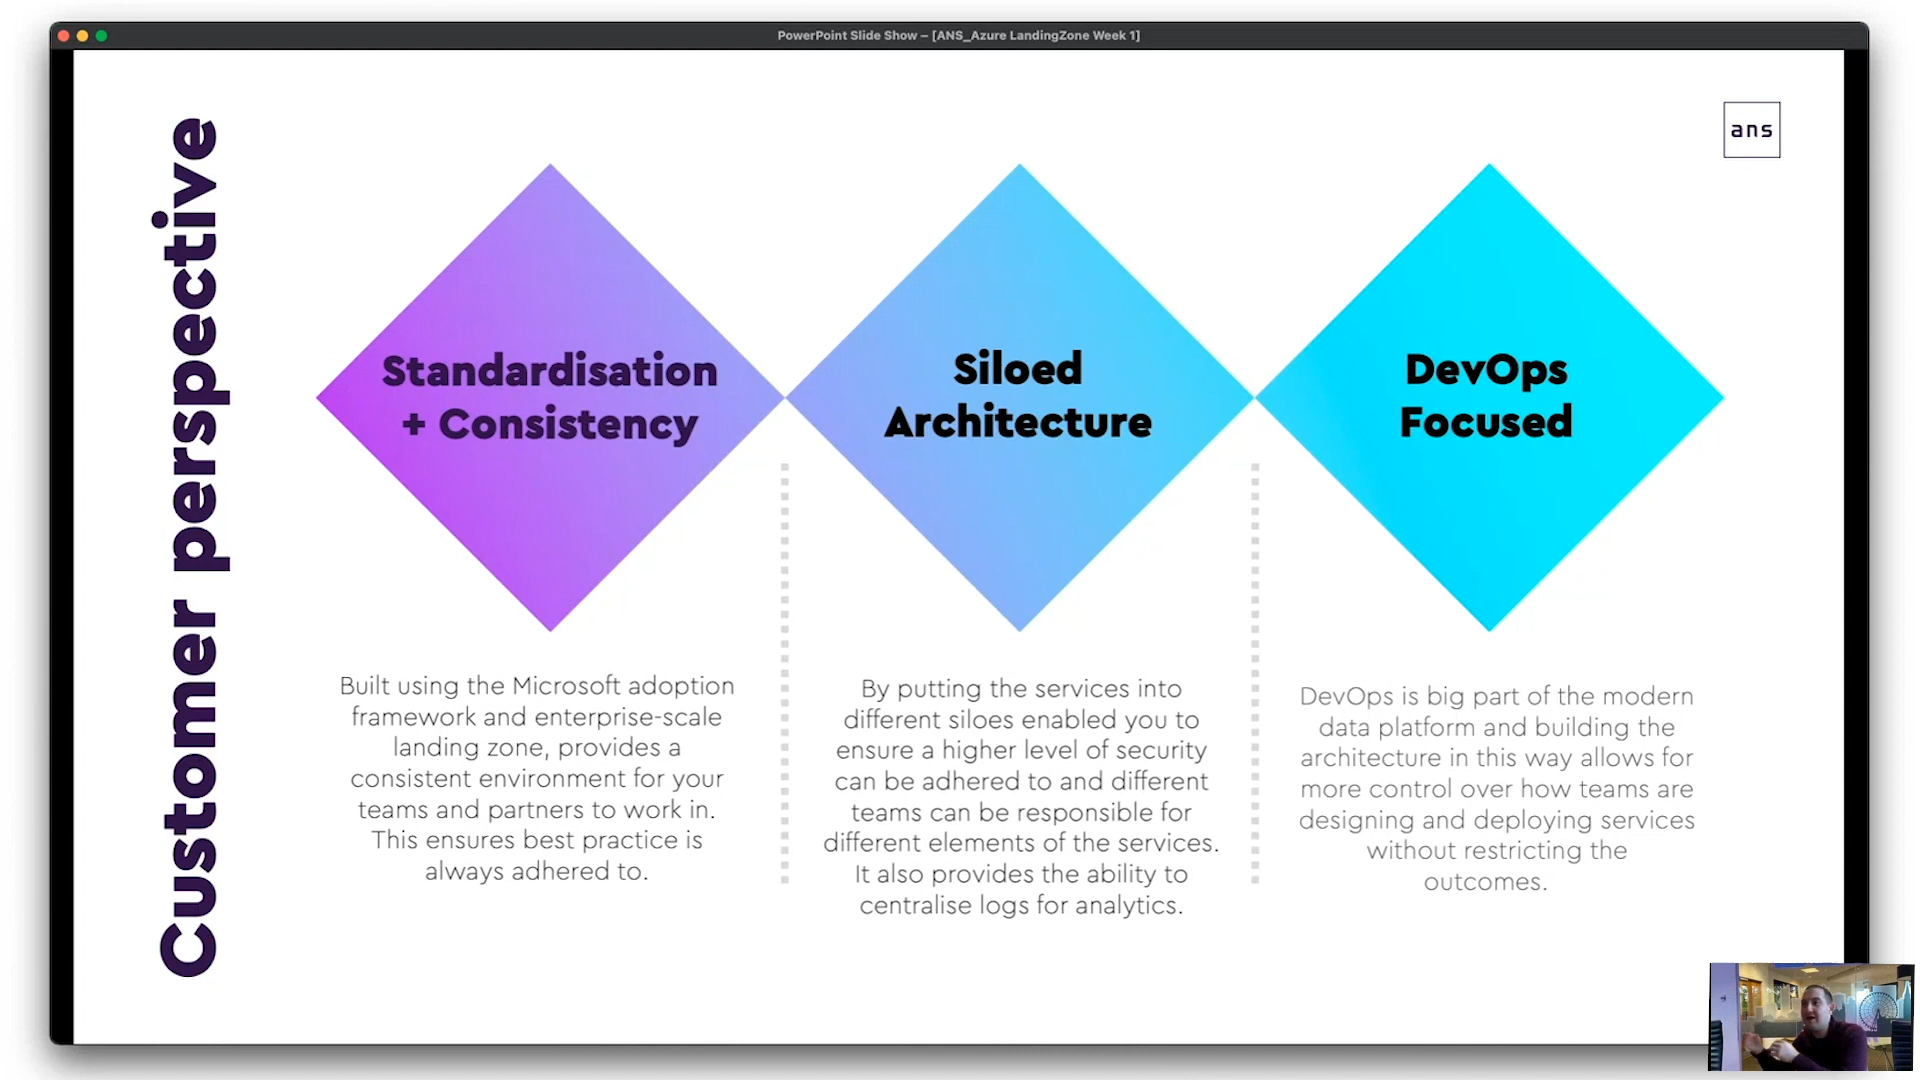 PowerPoint Slide Show – [ANS_Azure LandingZone Week 1]
ans
Customer perspective
Standardisation
+ Consistency
Built using the Microsoft adoption
framework and enterprise-scale
landing zone, provides a
consistent environment for your
teams and partners to work in.
This ensures best practice is
always adhered to.
Siloed
Architecture
By putting the services into
different siloes enabled you to
ensure a higher level of security
can be adhered to and different
teams can be responsible for
different elements of the services.
It also provides the ability to
centralise logs for analytics.
DevOps
Focused
DevOps is big part of the modern
data platform and building the
architecture in this way allows for
more control over how teams are
designing and deploying services
without restricting the
outcomes.